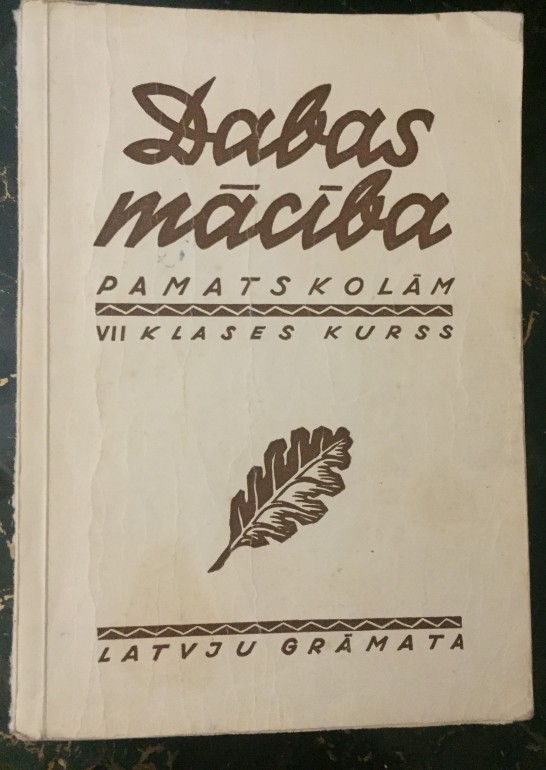 Dabas
mācība
PAMATSKOLĀM
VII KLASES KURSS
LATVJU GRĀMATA